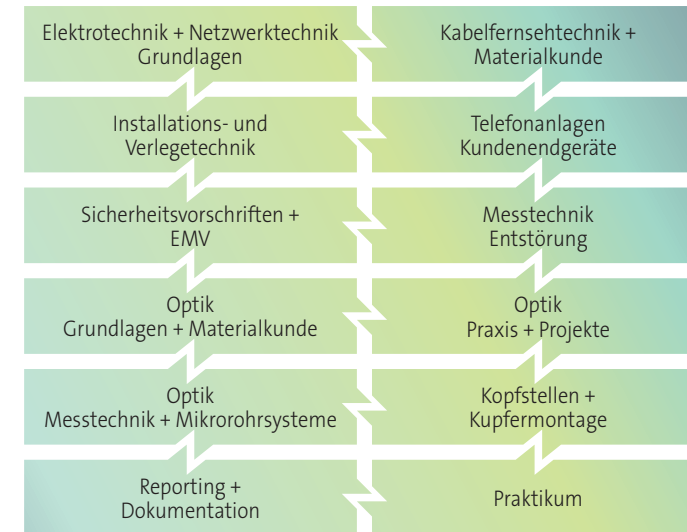 Elektrotechnik + Netzwerktechnik
Grundlagen
Kabelfernsehtechnik +
Materialkunde
Installations- und
Verlegetechnik
Telefonanlagen
Kundenendgeräte
Sicherheitsvorschriften +
EMV
Messtechnik
Entstörung
Optik
Grundlagen + Materialkunde
Optik
Praxis + Projekte
Optik
Messtechnik + Mikrorohrsysteme
Kopfstellen +
Kupfermontage
Reporting +
Dokumentation
Praktikum